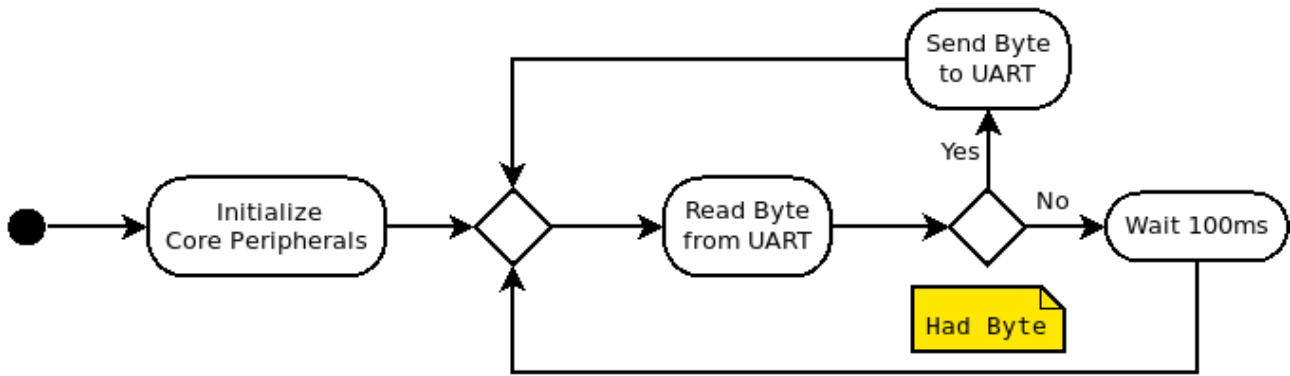 Send Byte
to UART
Yes
Initialize
Core Peripherals
Read Byte
from UART
No
Wait 100ms
Had Byte